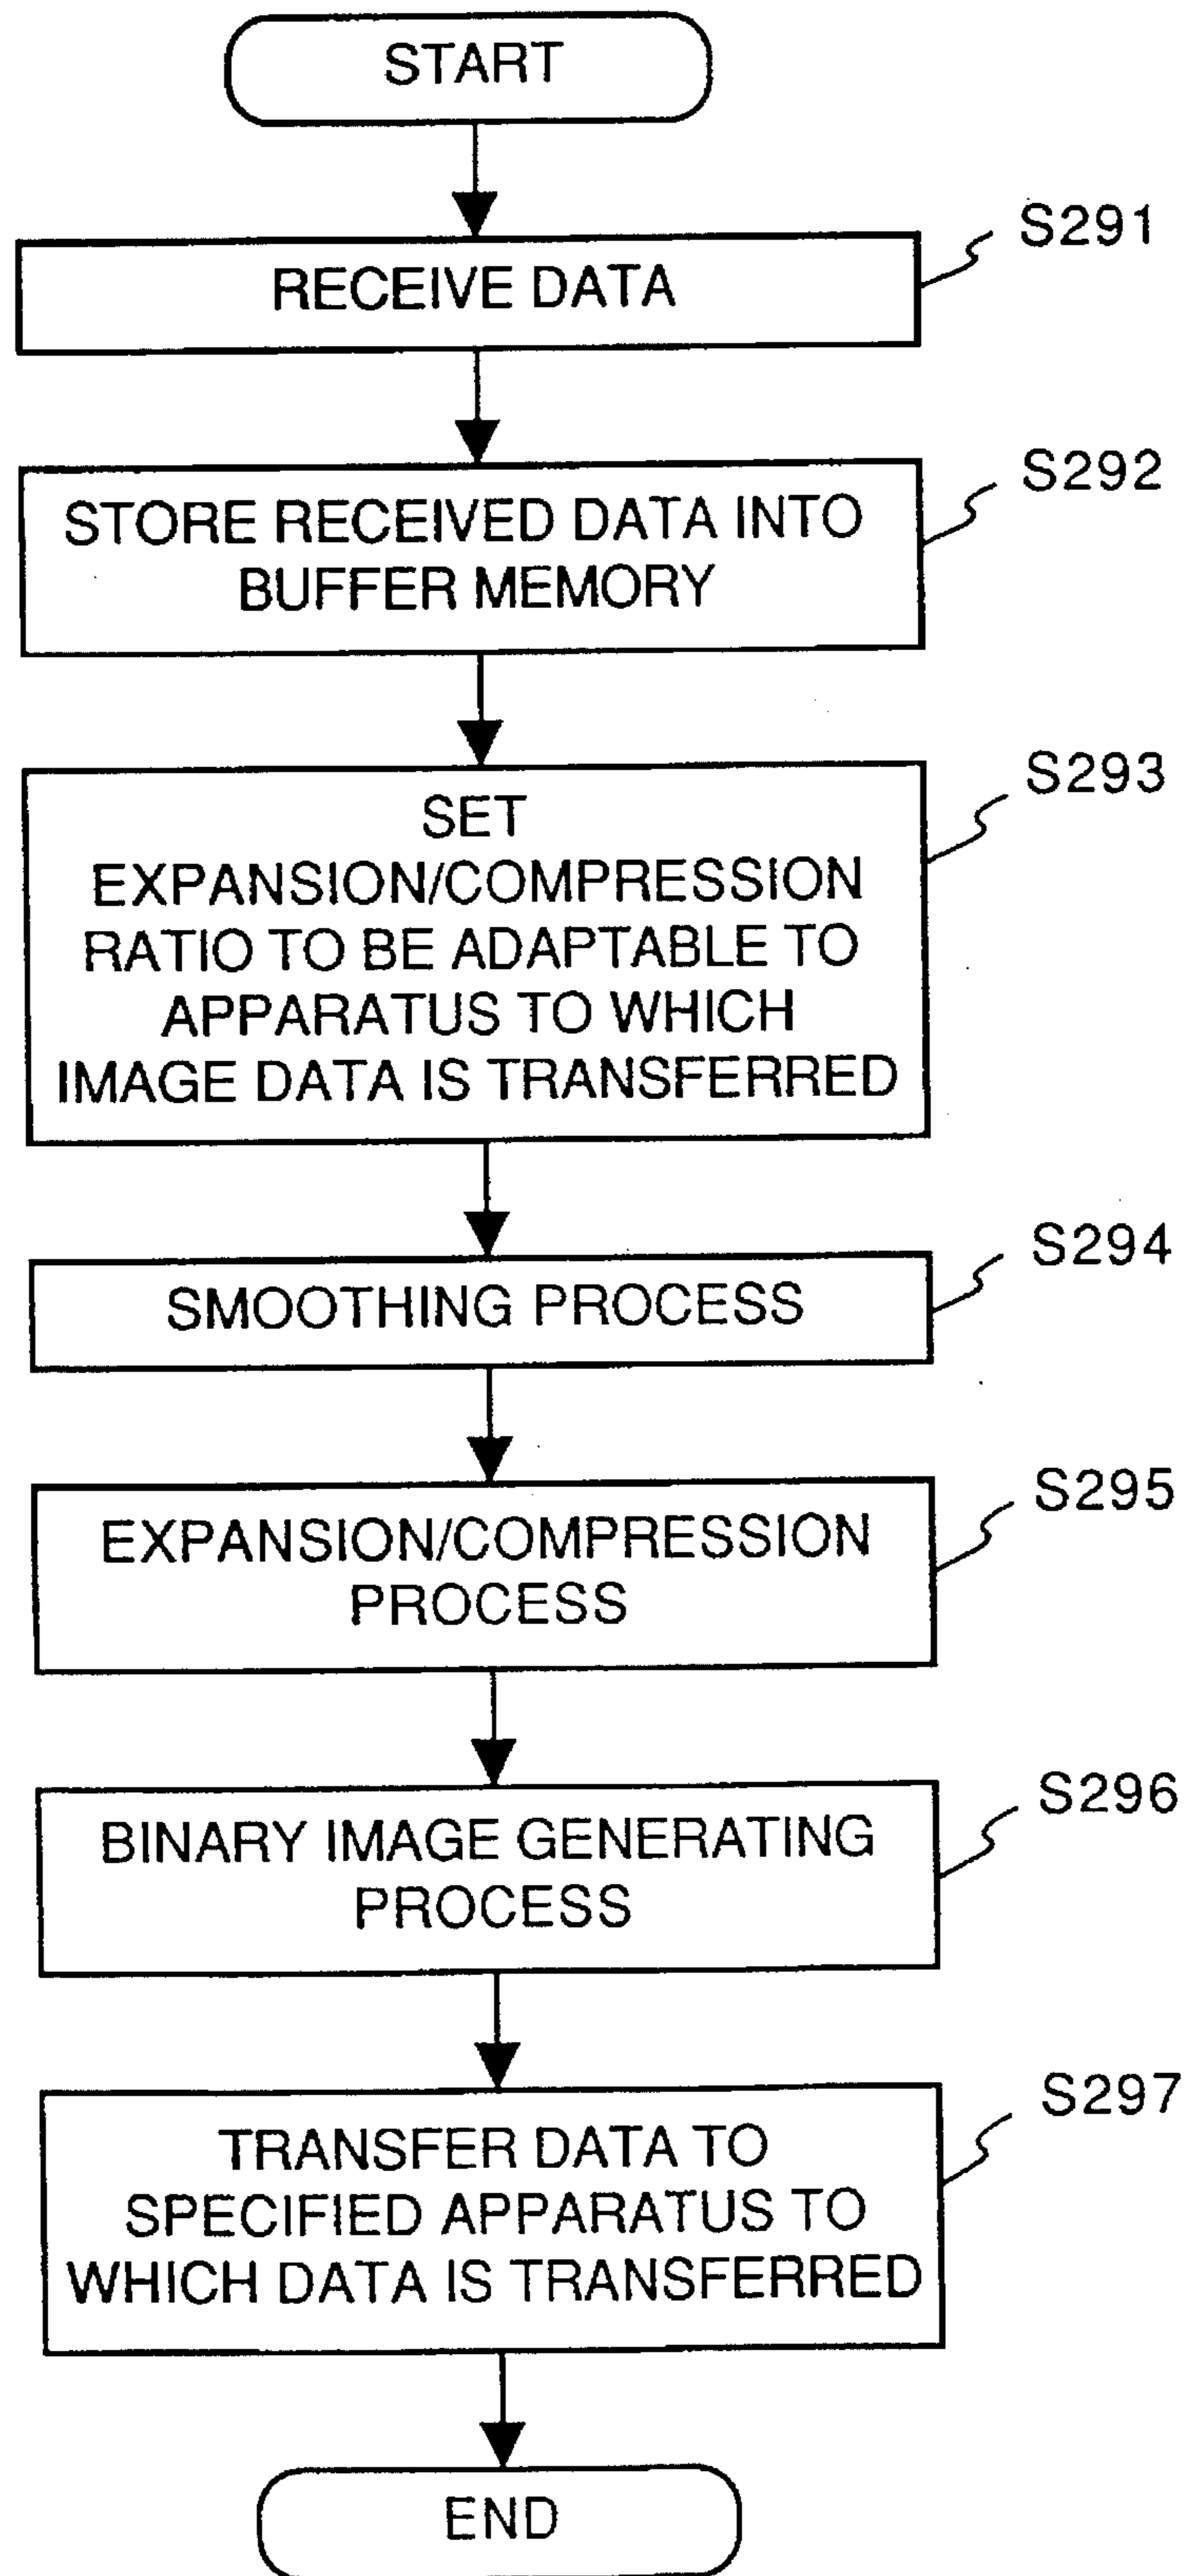 START
S291
RECEIVE DATA
S292
STORE RECEIVED DATA INTO
BUFFER MEMORY
S293
SET
EXPANSION/COMPRESSION
RATIO TO BE ADAPTABLE TO
APPARATUS TO WHICH
IMAGE DATA IS TRANSFERRED
S294
SMOOTHING PROCESS
S295
EXPANSION/COMPRESSION
PROCESS
S296
BINARY IMAGE GENERATING
PROCESS
S297
TRANSFER DATA TO
SPECIFIED APPARATUS TO
WHICH DATA IS TRANSFERRED
END